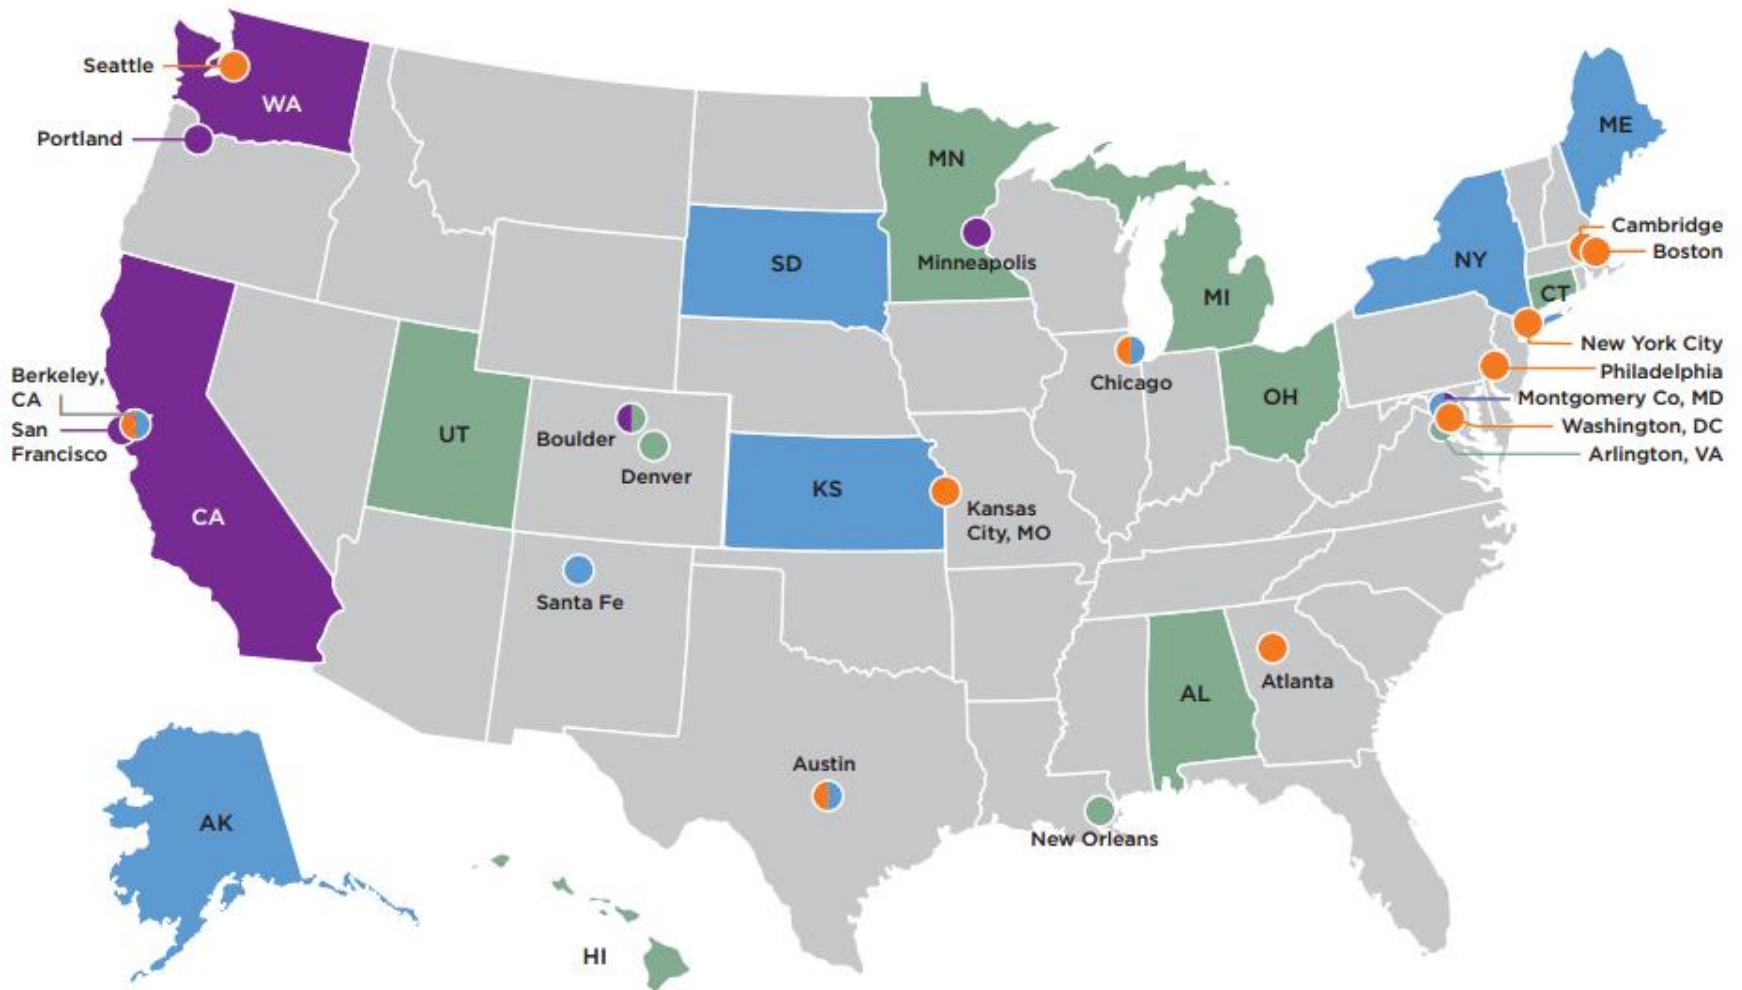 Seattle
WA
Portland
MN
ME
Cambridge
Boston
SD
Minneapolis
NY
MI
CT
New York City
Philadelphia
Berkeley,
CA
San
Francisco
Chicago
Montgomery Co, MD
OH
Washington, DC
UT
Boulder
Arlington, VA
Denver
KS
CA
Kansas
City, MO
Santa Fe
AL
Atlanta
Austin
AK
New Orleans
HI